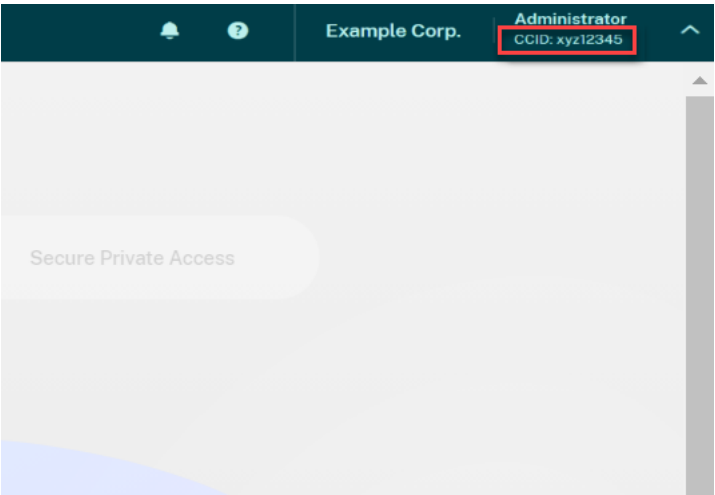 Example Corp.
Administrator
CCID: xyz12345
Secure Private Access